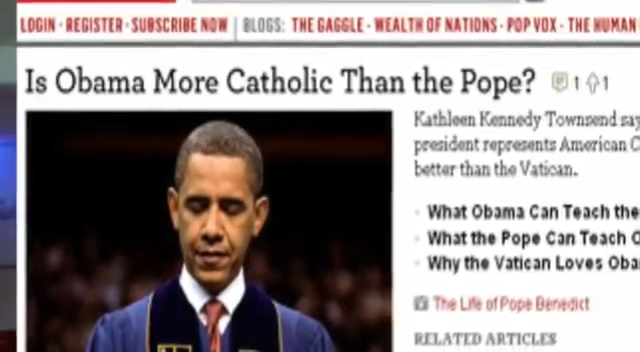 LOGIN · REGISTER · SUBSCRIBE NOW | BLOGS: THE GAGGLE · WEALTH OF NATIONS · POP VOX · THE HUMAN
Is Obama More Catholic Than the Pope? 1 1
Kathleen Kennedy Townsend say
president represents American C
better than the Vatican.
What Obama Can Teach the
What the Pope Can Teach O
Why the Vatican Loves Oba
The Life of Pope Benedict
RELATED ARTICLES